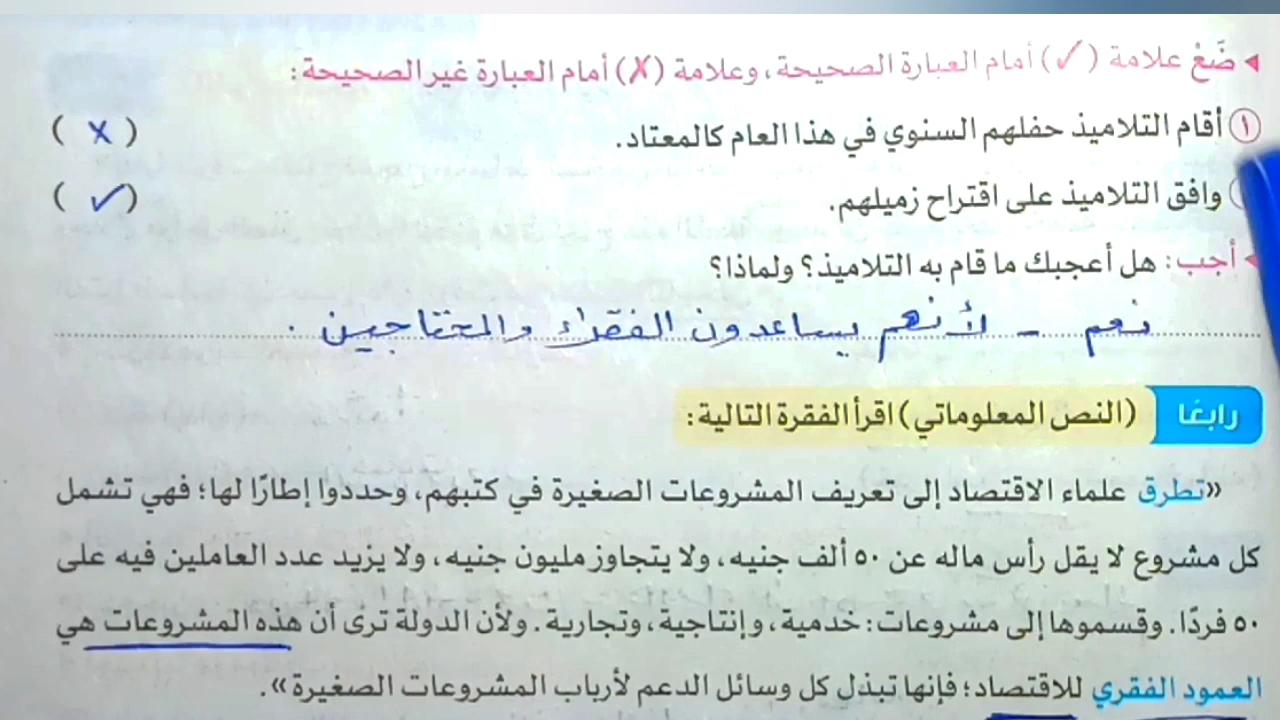 ◂ ضَعْ علامة (✓) أمام العبارة الصحيحة، وعلامة (✗) أمام العبارة غير الصحيحة:
١ أقام التلاميذ حفلهم السنوي في هذا العام كالمعتاد. ( ✗ )
وافق التلاميذ على اقتراح زميلهم. ( ✓ )
◂ أجب: هل أعجبك ما قام به التلاميذ؟ ولماذا؟
نعم - لأنهم يساعدون الفقراء والمحتاجين .
رابعًا (النص المعلوماتي) اقرأ الفقرة التالية:
«تطرق علماء الاقتصاد إلى تعريف المشروعات الصغيرة في كتبهم، وحددوا إطارًا لها؛ فهي تشمل
كل مشروع لا يقل رأس ماله عن ٥٠ ألف جنيه، ولا يتجاوز مليون جنيه، ولا يزيد عدد العاملين فيه على
٥٠ فردًا. وقسموها إلى مشروعات: خدمية، وإنتاجية، وتجارية. ولأن الدولة ترى أن هذه المشروعات هي
العمود الفقري للاقتصاد؛ فإنها تبذل كل وسائل الدعم لأرباب المشروعات الصغيرة».